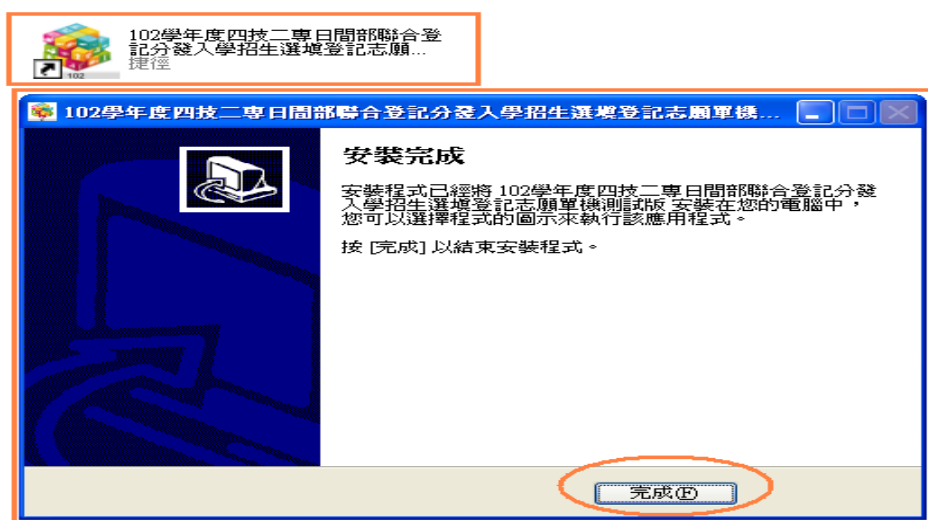 102學年度四技二專日間部聯合登
記分發入學招生選填登記志願...
捷徑
102
102學年度四技二專日間部聯合登記分發入學招生選填登記志願單機...
安裝完成
安裝程式已經將 102學年度四技二專日間部聯合登記分發
入學招生選填登記志願單機測試版 安裝在您的電腦中，
您可以選擇程式的圖示來執行該應用程式。
按 [完成] 以結束安裝程式。
完成(F)